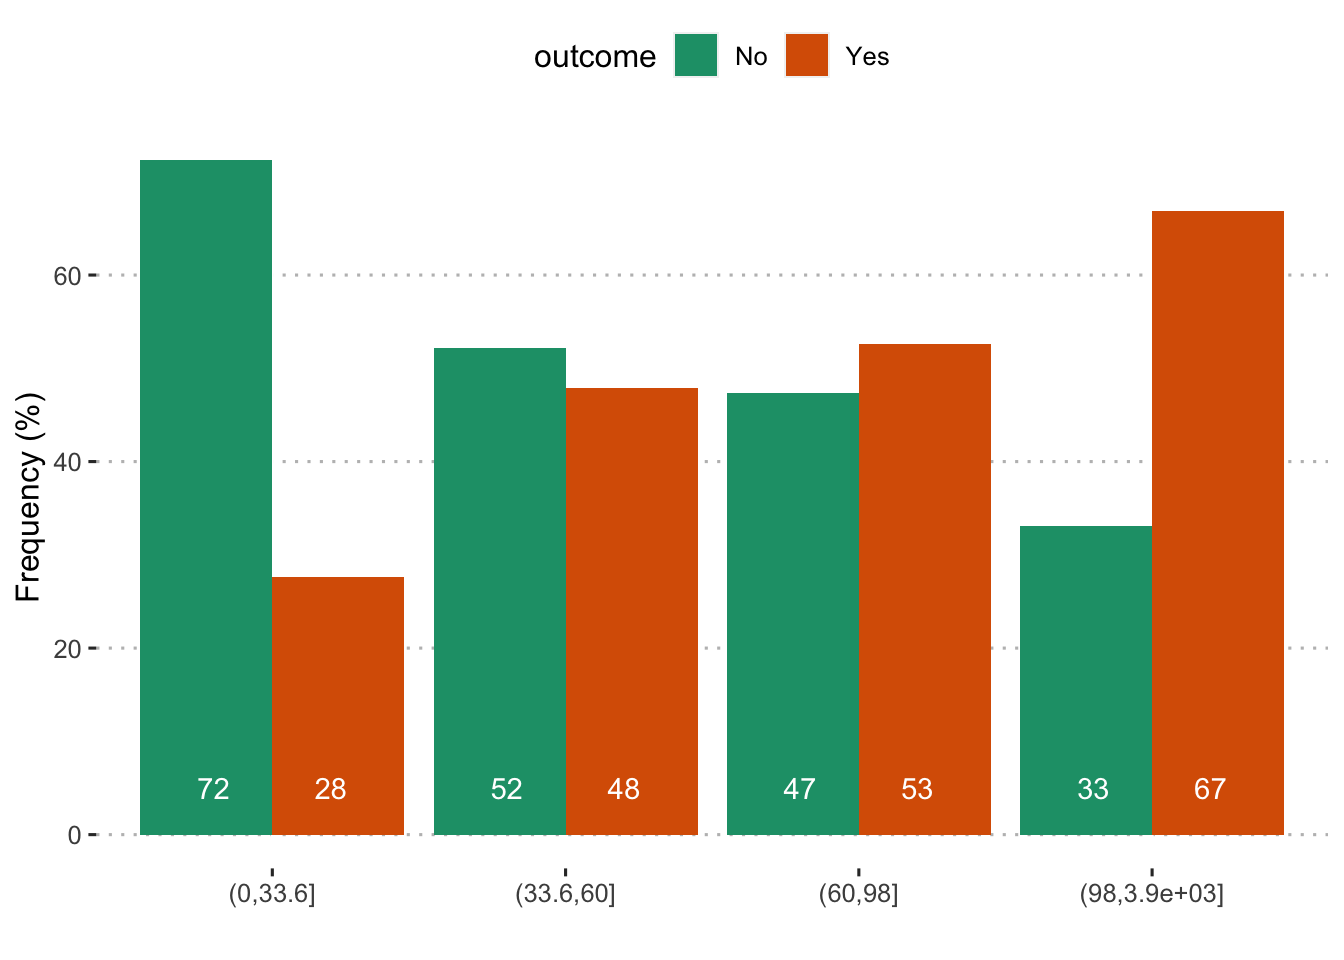 outcome No Yes
Frequency (%)
60
40
20
0
72 28 52 48 47 53 33 67
(0,33.6] (33.6,60] (60,98] (98,3.9e+03]